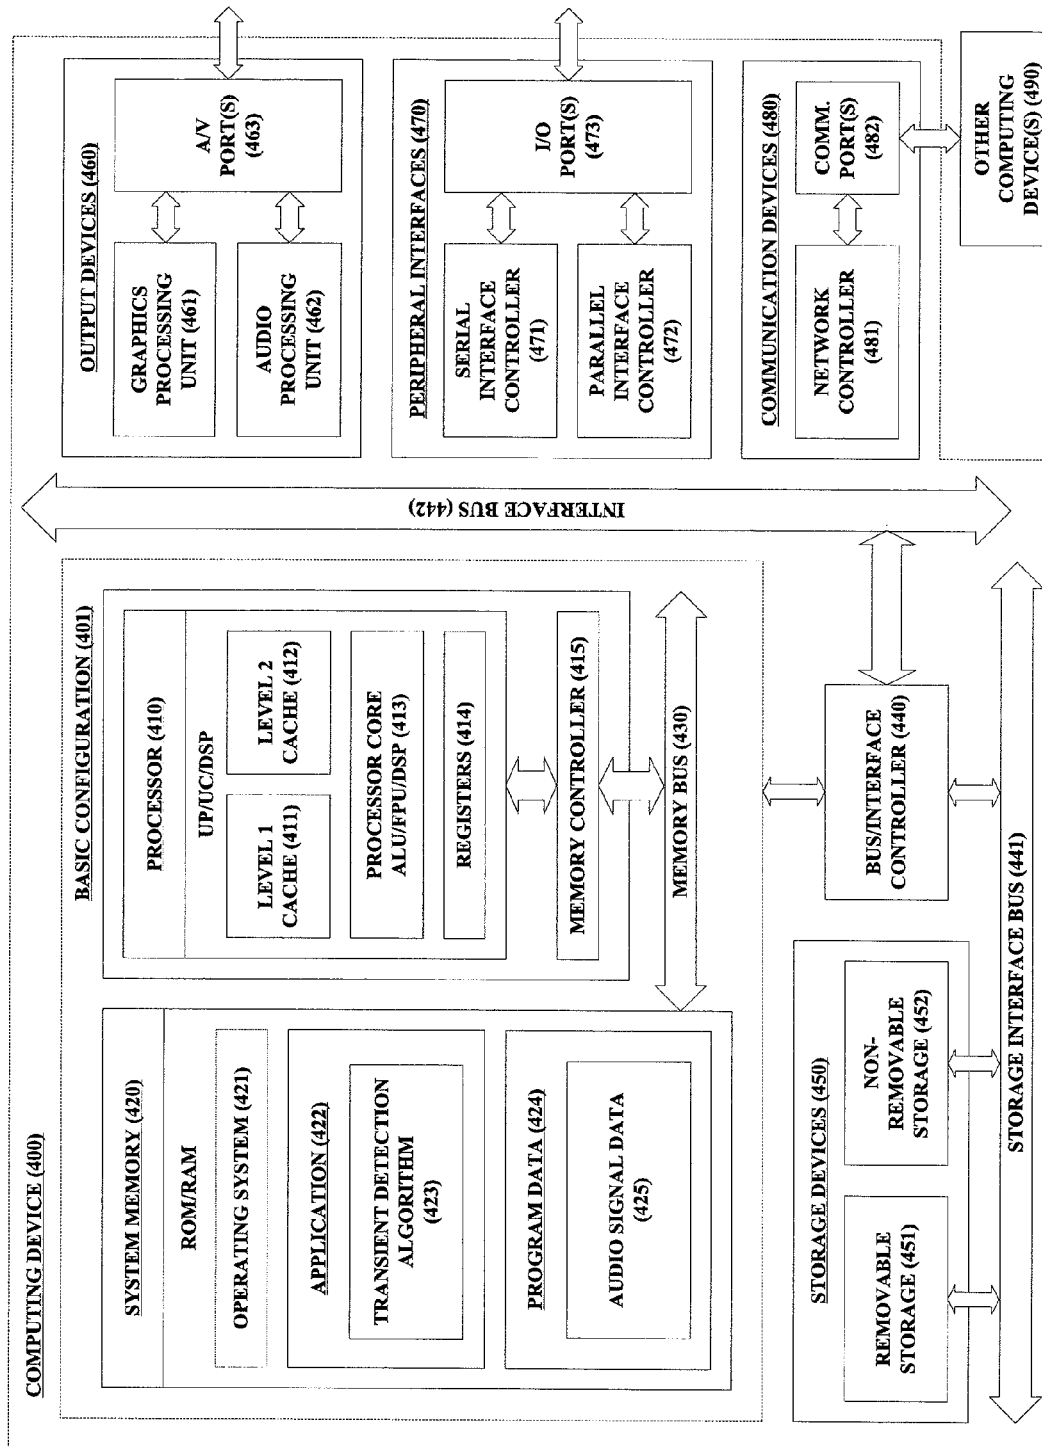 COMPUTING DEVICE (400)
BASIC CONFIGURATION (401)
SYSTEM MEMORY (420)
ROM/RAM
OPERATING SYSTEM (421)
APPLICATION (422)
TRANSIENT DETECTION
ALGORITHM
(423)
PROGRAM DATA (424)
AUDIO SIGNAL DATA
(425)
PROCESSOR (410)
UP/UC/DSP
LEVEL 1
CACHE (411)
LEVEL 2
CACHE (412)
PROCESSOR CORE
ALU/FPU/DSP (413)
REGISTERS (414)
MEMORY CONTROLLER (415)
MEMORY BUS (430)
BUS/INTERFACE
CONTROLLER (440)
STORAGE DEVICES (450)
REMOVABLE
STORAGE (451)
NON-
REMOVABLE
STORAGE (452)
STORAGE INTERFACE BUS (441)
INTERFACE BUS (442)
OUTPUT DEVICES (460)
GRAPHICS
PROCESSING
UNIT (461)
AUDIO
PROCESSING
UNIT (462)
A/V
PORT(S)
(463)
PERIPHERAL INTERFACES (470)
SERIAL
INTERFACE
CONTROLLER
(471)
PARALLEL
INTERFACE
CONTROLLER
(472)
I/O
PORT(S)
(473)
COMMUNICATION DEVICES (480)
NETWORK
CONTROLLER
(481)
COMM.
PORT(S)
(482)
OTHER
COMPUTING
DEVICE(S) (490)